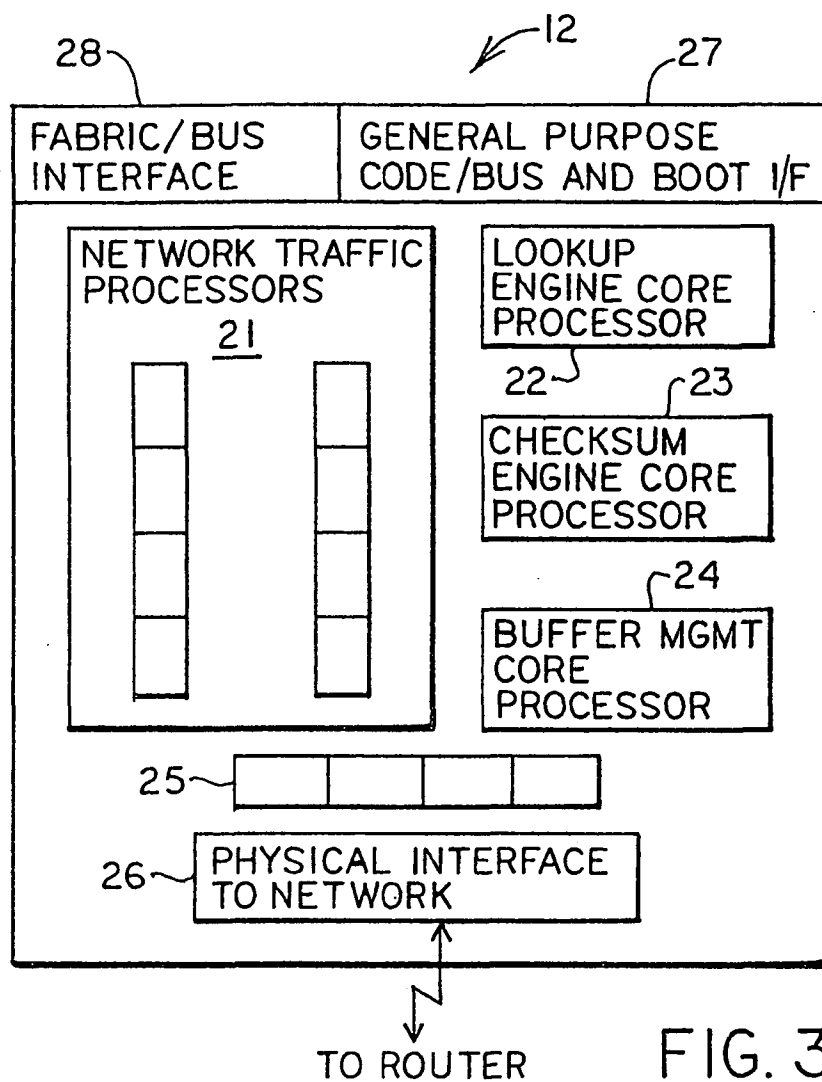 12
28
27
FABRIC/BUS
INTERFACE
GENERAL PURPOSE
CODE/BUS AND BOOT I/F
NETWORK TRAFFIC
PROCESSORS
21
LOOKUP
ENGINE CORE
PROCESSOR
22
23
CHECKSUM
ENGINE CORE
PROCESSOR
24
BUFFER MGMT
CORE
PROCESSOR
25
26
PHYSICAL INTERFACE
TO NETWORK
TO ROUTER
FIG. 3